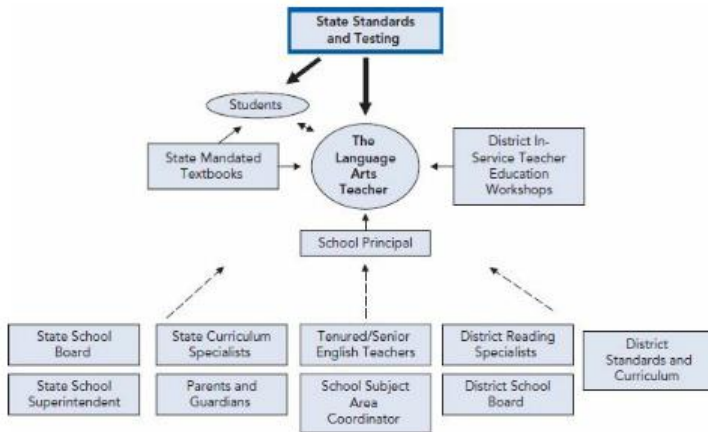 State Standards
and Testing
Students
The
Language
Arts
Teacher
State Mandated
Textbooks
District In-
Service Teacher
Education
Workshops
School Principal
State School
Board
State Curriculum
Specialists
Tenured/Senior
English Teachers
District Reading
Specialists
District
Standards and
Curriculum
State School
Superintendent
Parents and
Guardians
School Subject
Area
Coordinator
District School
Board